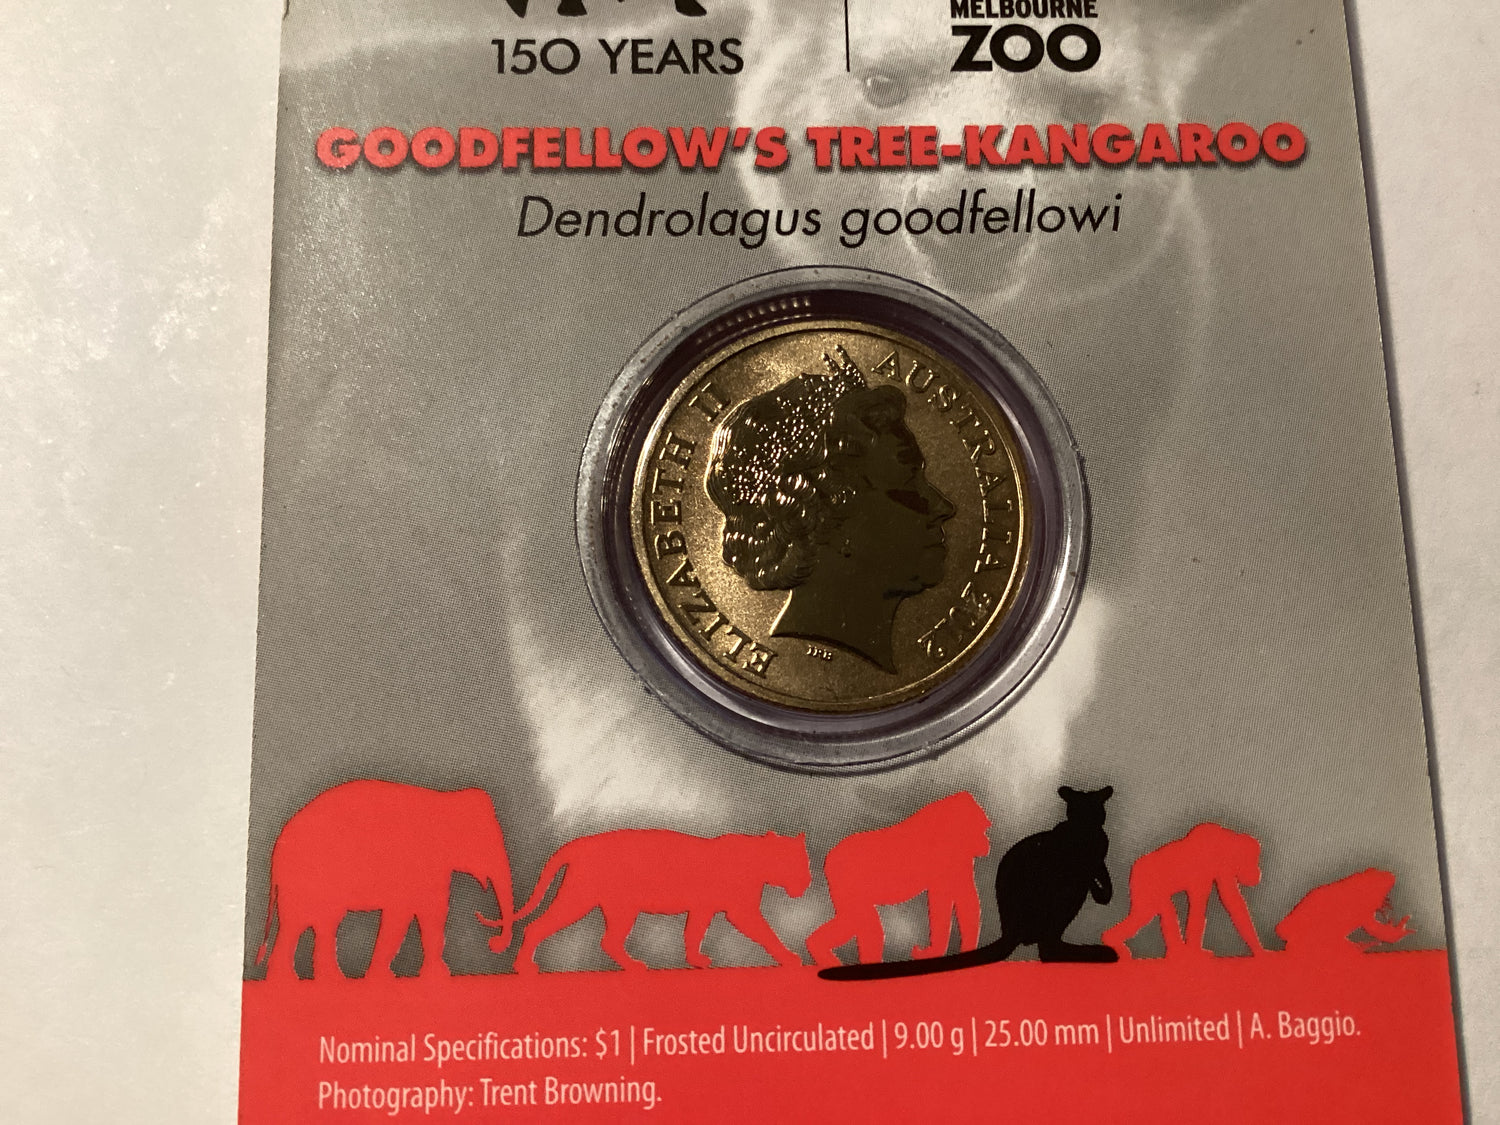 150 YEARS
MELBOURNE
ZOO
GOODFELLOW'S TREE-KANGAROO
Dendrolagus goodfellowi
ELIZABETH II
AUSTRALIA 2012
IRB
Nominal Specifications: $1 | Frosted Uncirculated | 9.00 g | 25.00 mm | Unlimited | A. Baggio.
Photography: Trent Browning.